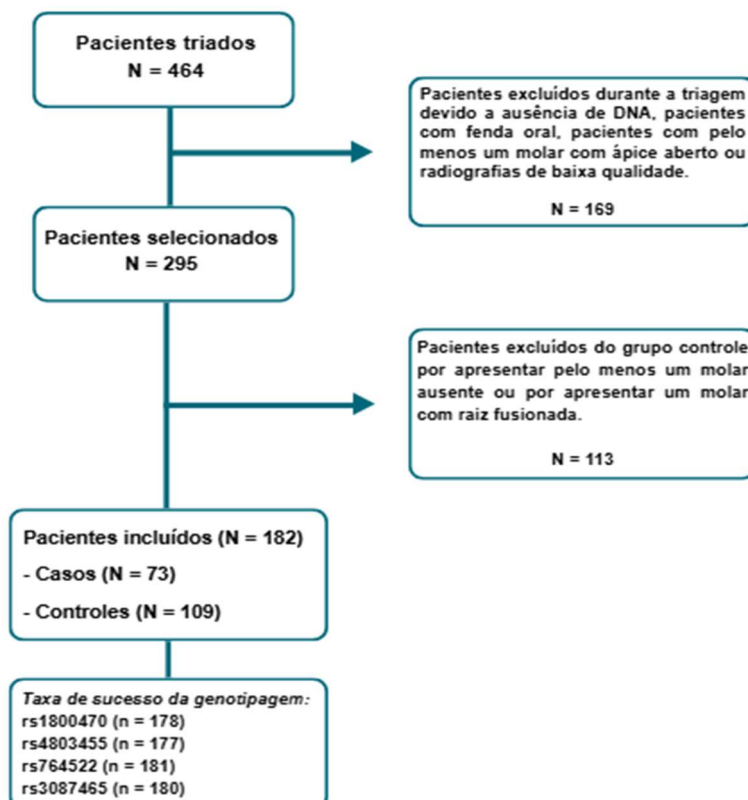 Pacientes triados
N = 464
Pacientes excluídos durante a triagem
devido a ausência de DNA, pacientes
com fenda oral, pacientes com pelo
menos um molar com ápice aberto ou
radiografias de baixa qualidade.
N = 169
Pacientes selecionados
N = 295
Pacientes excluídos do grupo controle
por apresentar pelo menos um molar
ausente ou por apresentar um molar
com raiz fusionada.
N = 113
Pacientes incluídos (N = 182)
- Casos (N = 73)
- Controles (N = 109)
Taxa de sucesso da genotipagem:
rs1800470 (n = 178)
rs4803455 (n = 177)
rs764522 (n = 181)
rs3087465 (n = 180)